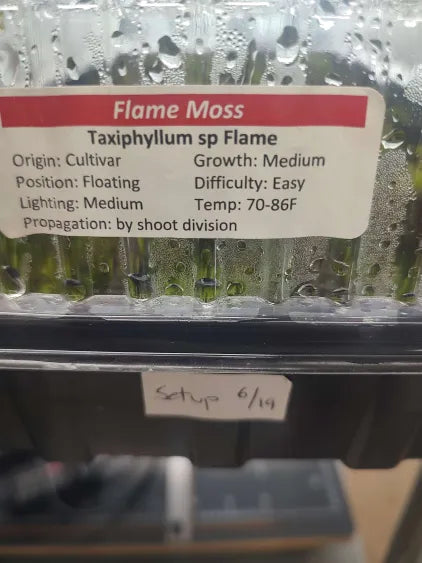 Flame Moss
Taxiphyllum sp Flame
Origin: Cultivar Growth: Medium
Position: Floating Difficulty: Easy
Lighting: Medium Temp: 70-86F
Propagation: by shoot division
Setup 6/19